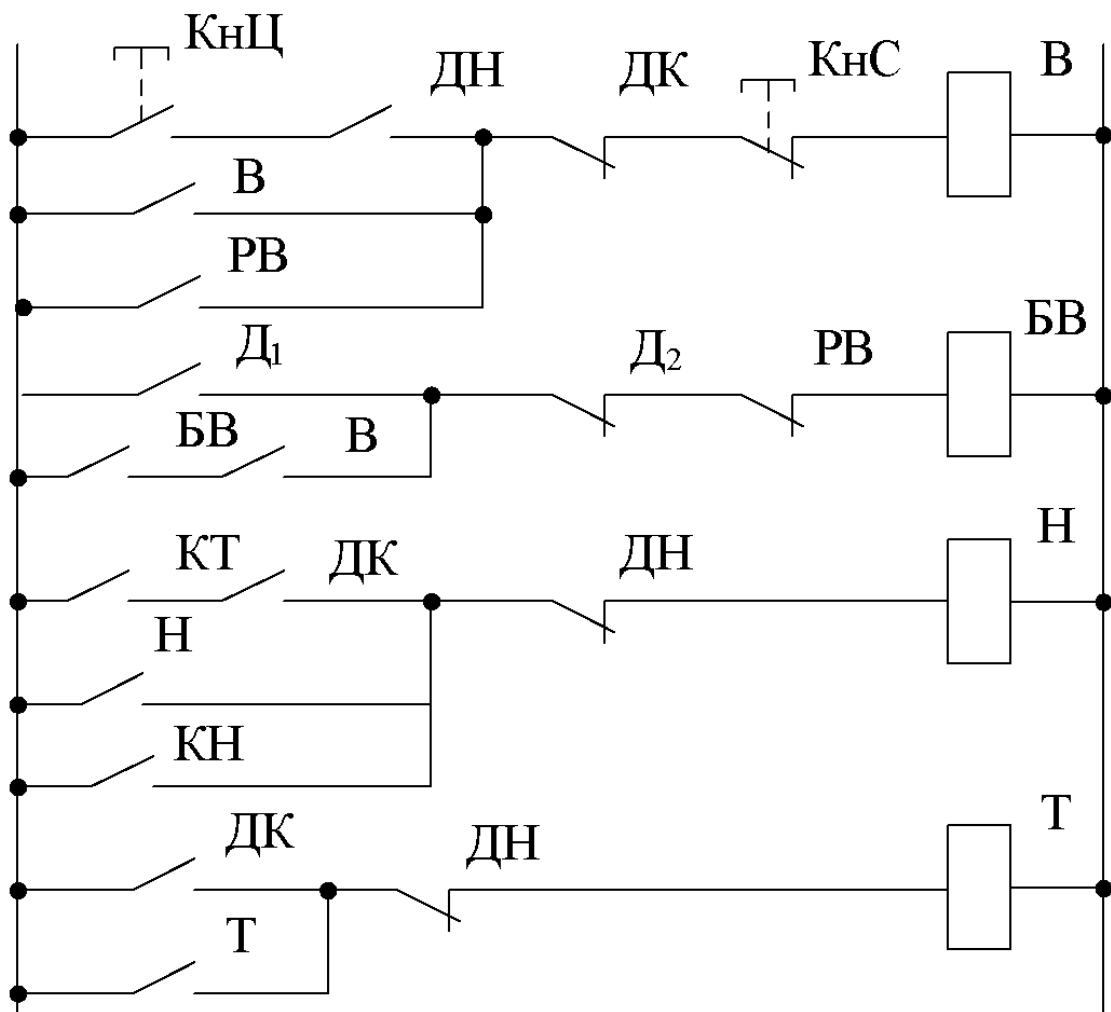 КнЦ ДН ДК КнС В
В
РВ
Д₁ Д₂ РВ БВ
БВ В
КТ ДК ДН Н
Н
КН
ДК ДН Т
Т